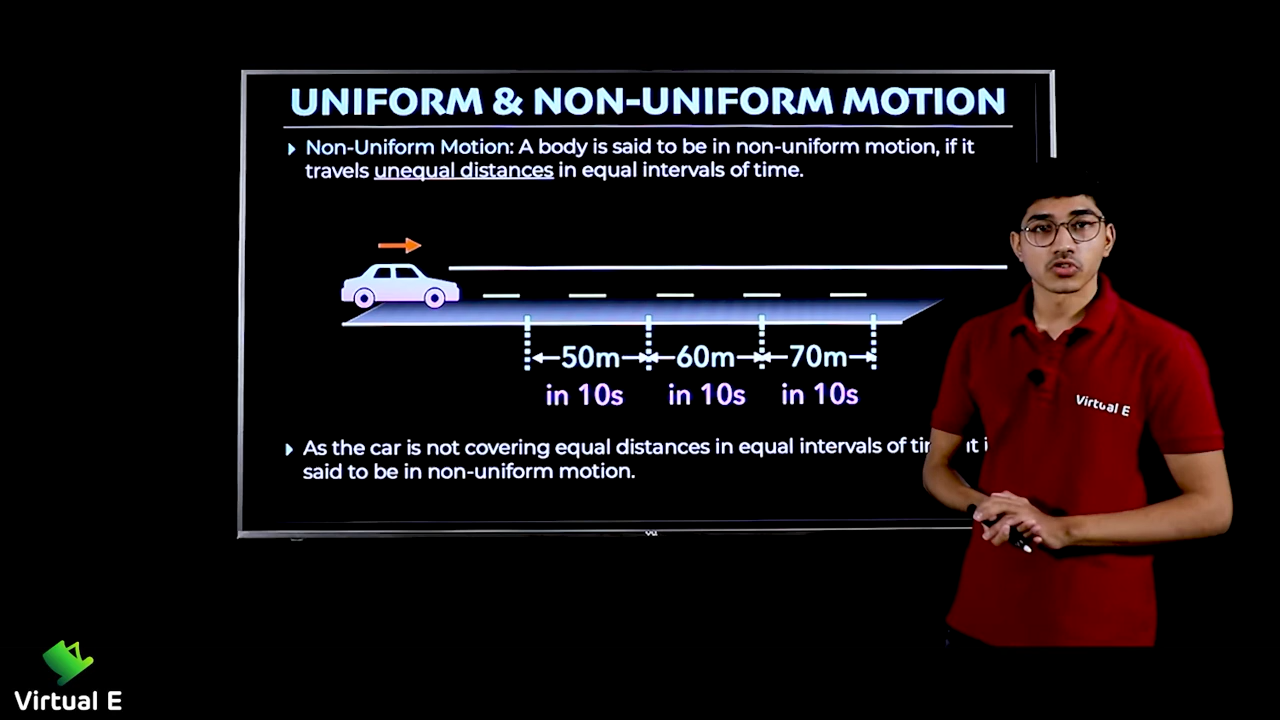 UNIFORM & NON-UNIFORM MOTION
Non-Uniform Motion: A body is said to be in non-uniform motion, if it
travels unequal distances in equal intervals of time.
50m 60m 70m
in 10s in 10s in 10s
As the car is not covering equal distances in equal intervals of
said to be in non-uniform motion.
Virtual E
Virtual E